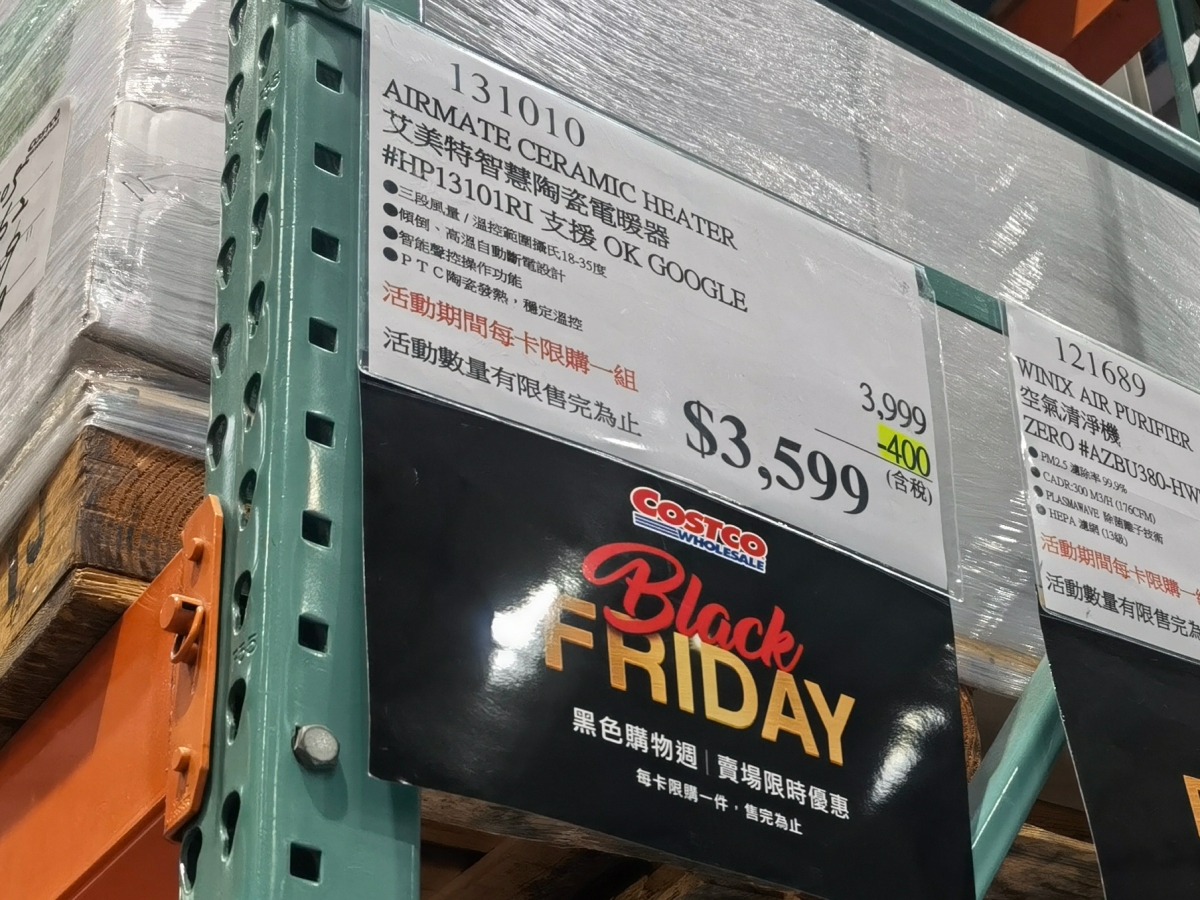 131010
AIRMATE CERAMIC HEATER
艾美特智慧陶瓷電暖器
#HP13101RI 支援 OK GOOGLE
●三段風量/溫控範圍攝氏18-35度
●傾倒、高溫自動斷電設計
●智能聲控操作功能
●PTC陶瓷發熱，穩定溫控
活動期間每卡限購一組
活動數量有限售完為止
3,999
-400
$3,599
(含稅)
COSTCO
WHOLESALE
Black
FRIDAY
黑色購物週|賣場限時優惠
每卡限購一件，售完為止
121689
WINIX AIR PURIFIER
空氣清淨機
ZERO #AZBU380-HW
●PM2.5 濾除率 99.9%
●CADR:300 M3/H (176CFM)
●PLASMAWAVE 除菌離子技術
●HEPA 濾網 (13級)
活動期間每卡限購一
活動數量有限售完為